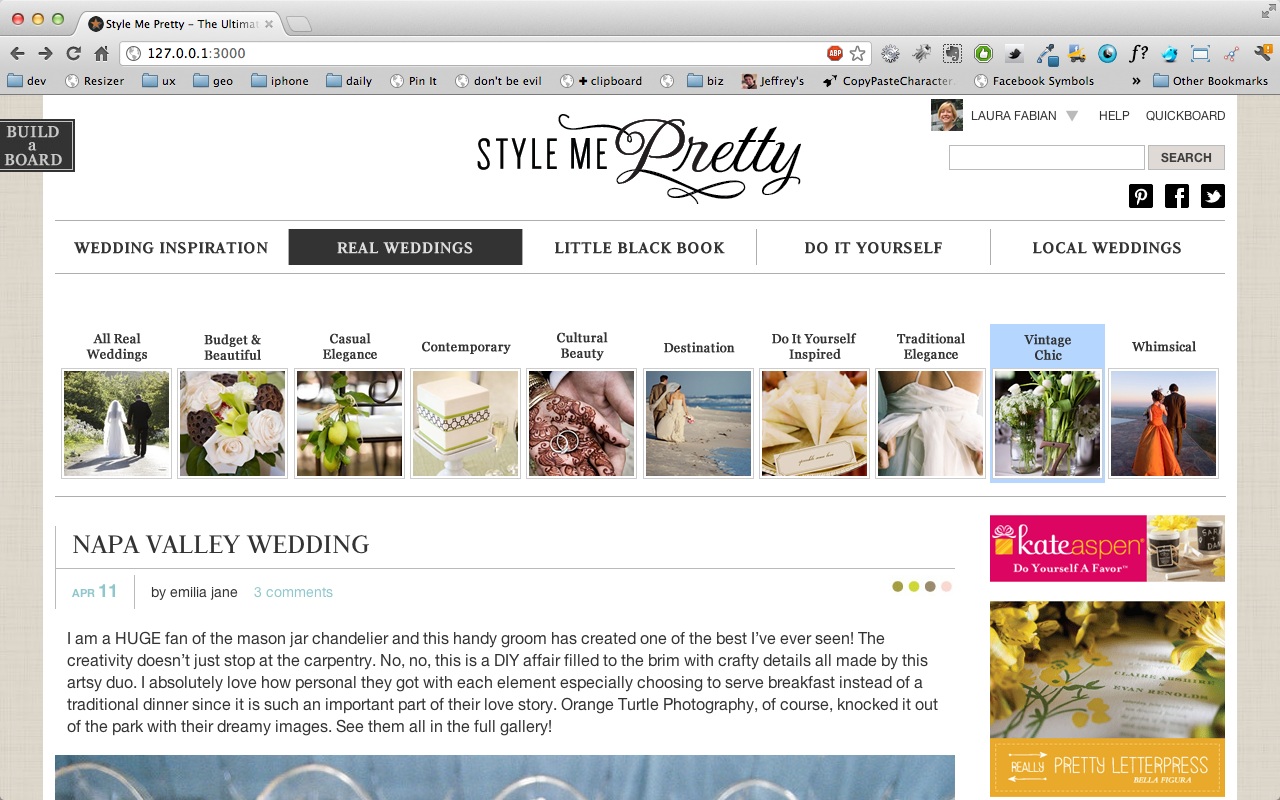 Style Me Pretty – The Ultimat
127.0.0.1:3000
ABP
f?
dev
Resizer
ux
geo
iphone
daily
Pin It
don't be evil
+ clipboard
biz
Jeffrey's
CopyPasteCharacter.
Facebook Symbols
»
Other Bookmarks
BUILD
a
BOARD
STYLE ME Pretty
LAURA FABIAN
HELP
QUICKBOARD
SEARCH
WEDDING INSPIRATION
REAL WEDDINGS
LITTLE BLACK BOOK
DO IT YOURSELF
LOCAL WEDDINGS
All Real
Weddings
Budget &
Beautiful
Casual
Elegance
Contemporary
Cultural
Beauty
Destination
Do It Yourself
Inspired
Traditional
Elegance
Vintage
Chic
Whimsical
NAPA VALLEY WEDDING
APR 11
by emilia jane
3 comments
I am a HUGE fan of the mason jar chandelier and this handy groom has created one of the best I’ve ever seen! The
creativity doesn’t just stop at the carpentry. No, no, this is a DIY affair filled to the brim with crafty details all made by this
artsy duo. I absolutely love how personal they got with each element especially choosing to serve breakfast instead of a
traditional dinner since it is such an important part of their love story. Orange Turtle Photography, of course, knocked it out
of the park with their dreamy images. See them all in the full gallery!
kateaspen®
Do Yourself A Favor™
EVAN RENOLDS
REALLY PRETTY LETTERPRESS
BELLA FIGURA